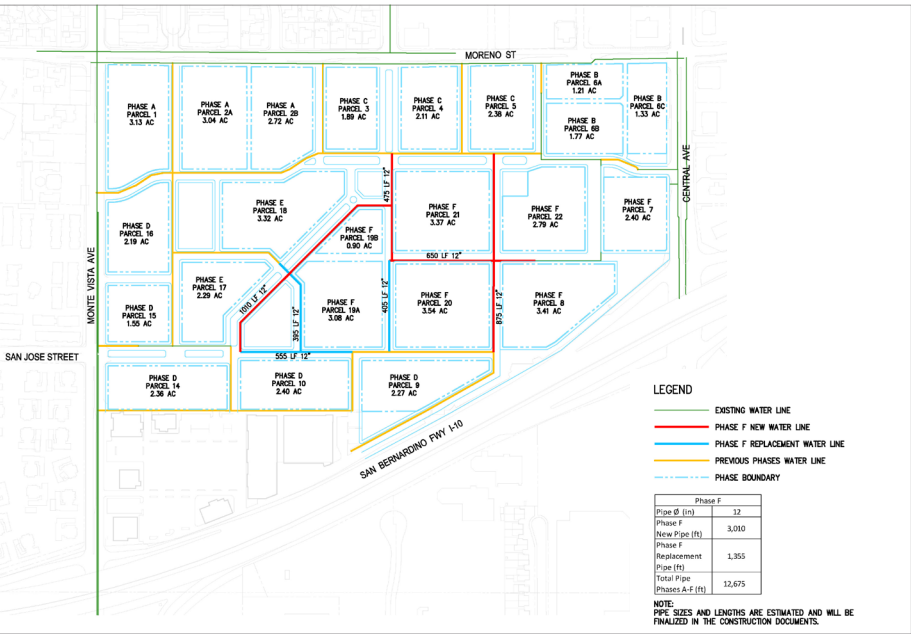 MORENO ST
PHASE A
PARCEL 1
3.13 AC
PHASE A
PARCEL 2A
3.04 AC
PHASE A
PARCEL 2B
2.72 AC
PHASE C
PARCEL 3
1.89 AC
PHASE C
PARCEL 4
2.11 AC
PHASE C
PARCEL 5
2.38 AC
PHASE B
PARCEL 6A
1.21 AC
PHASE B
PARCEL 6B
1.77 AC
PHASE B
PARCEL 6C
1.33 AC
CENTRAL AVE
475 LF 12"
PHASE E
PARCEL 18
3.32 AC
PHASE F
PARCEL 19B
0.90 AC
PHASE F
PARCEL 21
3.37 AC
PHASE F
PARCEL 22
2.79 AC
PHASE F
PARCEL 7
2.40 AC
PHASE D
PARCEL 16
2.19 AC
MONTE VISTA AVE
650 LF 12"
PHASE E
PARCEL 17
2.29 AC
1010 LF 12"
395 LF 12"
PHASE F
PARCEL 19A
3.08 AC
405 LF 12"
PHASE F
PARCEL 20
3.54 AC
875 LF 12"
PHASE F
PARCEL 8
3.41 AC
PHASE D
PARCEL 15
1.55 AC
SAN JOSE STREET
555 LF 12"
PHASE D
PARCEL 14
2.36 AC
PHASE D
PARCEL 10
2.40 AC
PHASE D
PARCEL 9
2.27 AC
SAN BERNARDINO FWY I-10
LEGEND
EXISTING WATER LINE
PHASE F NEW WATER LINE
PHASE F REPLACEMENT WATER LINE
PREVIOUS PHASES WATER LINE
PHASE BOUNDARY
Phase F
Pipe Ø (in) 12
Phase F
New Pipe (ft) 3,010
Phase F
Replacement
Pipe (ft) 1,355
Total Pipe
Phases A-F (ft) 12,675
NOTE:
PIPE SIZES AND LENGTHS ARE ESTIMATED AND WILL BE
FINALIZED IN THE CONSTRUCTION DOCUMENTS.